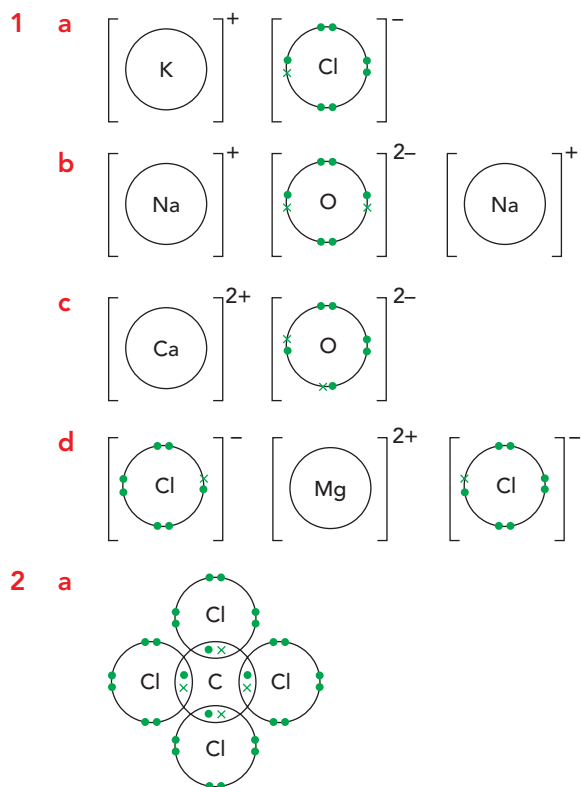 1 a [K]+ [Cl]−
b [Na]+ [O]2− [Na]+
c [Ca]2+ [O]2−
d [Cl]− [Mg]2+ [Cl]−
2 a Cl
Cl C Cl
Cl